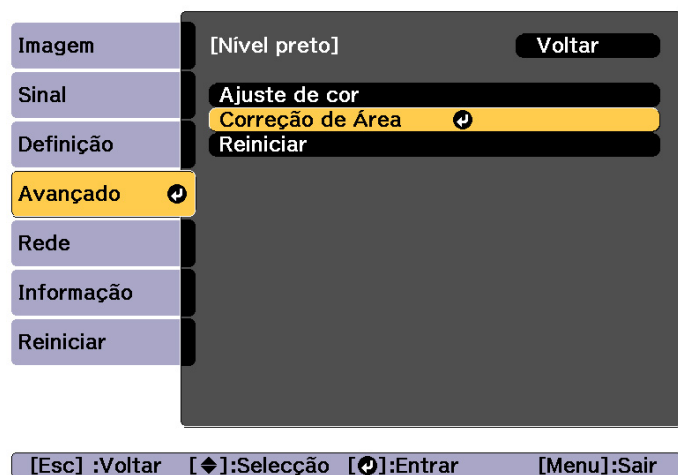 Imagem
Sinal
Definição
Avançado
Rede
Informação
Reiniciar
[Nível preto] Voltar
Ajuste de cor
Correção de Área
Reiniciar
[Esc] :Voltar [◆]:Selecção [↵]:Entrar [Menu]:Sair